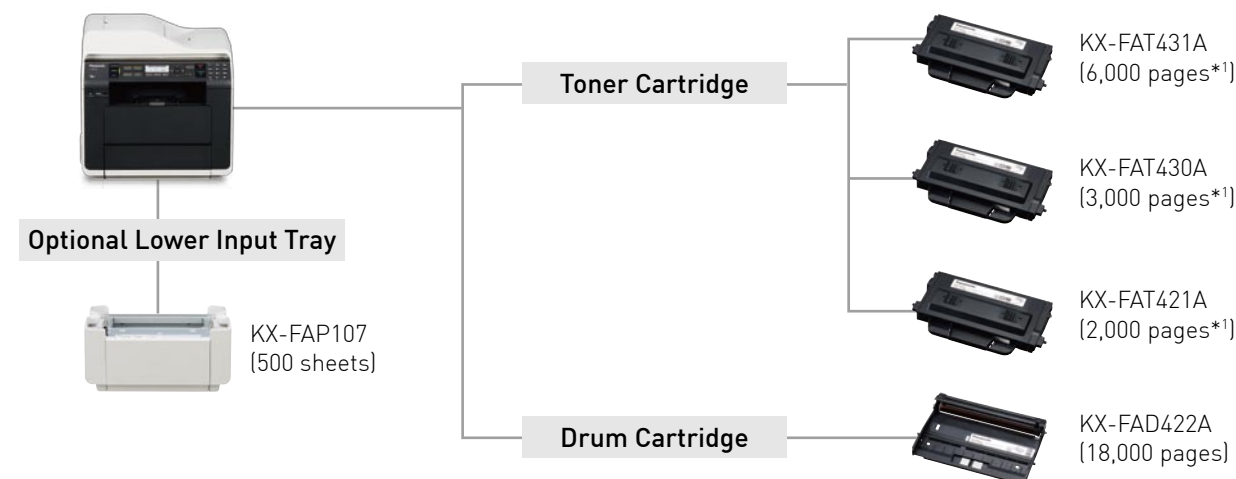 Toner Cartridge
KX-FAT431A
(6,000 pages*1)
KX-FAT430A
(3,000 pages*1)
Optional Lower Input Tray
KX-FAP107
(500 sheets)
KX-FAT421A
(2,000 pages*1)
Drum Cartridge
KX-FAD422A
(18,000 pages)